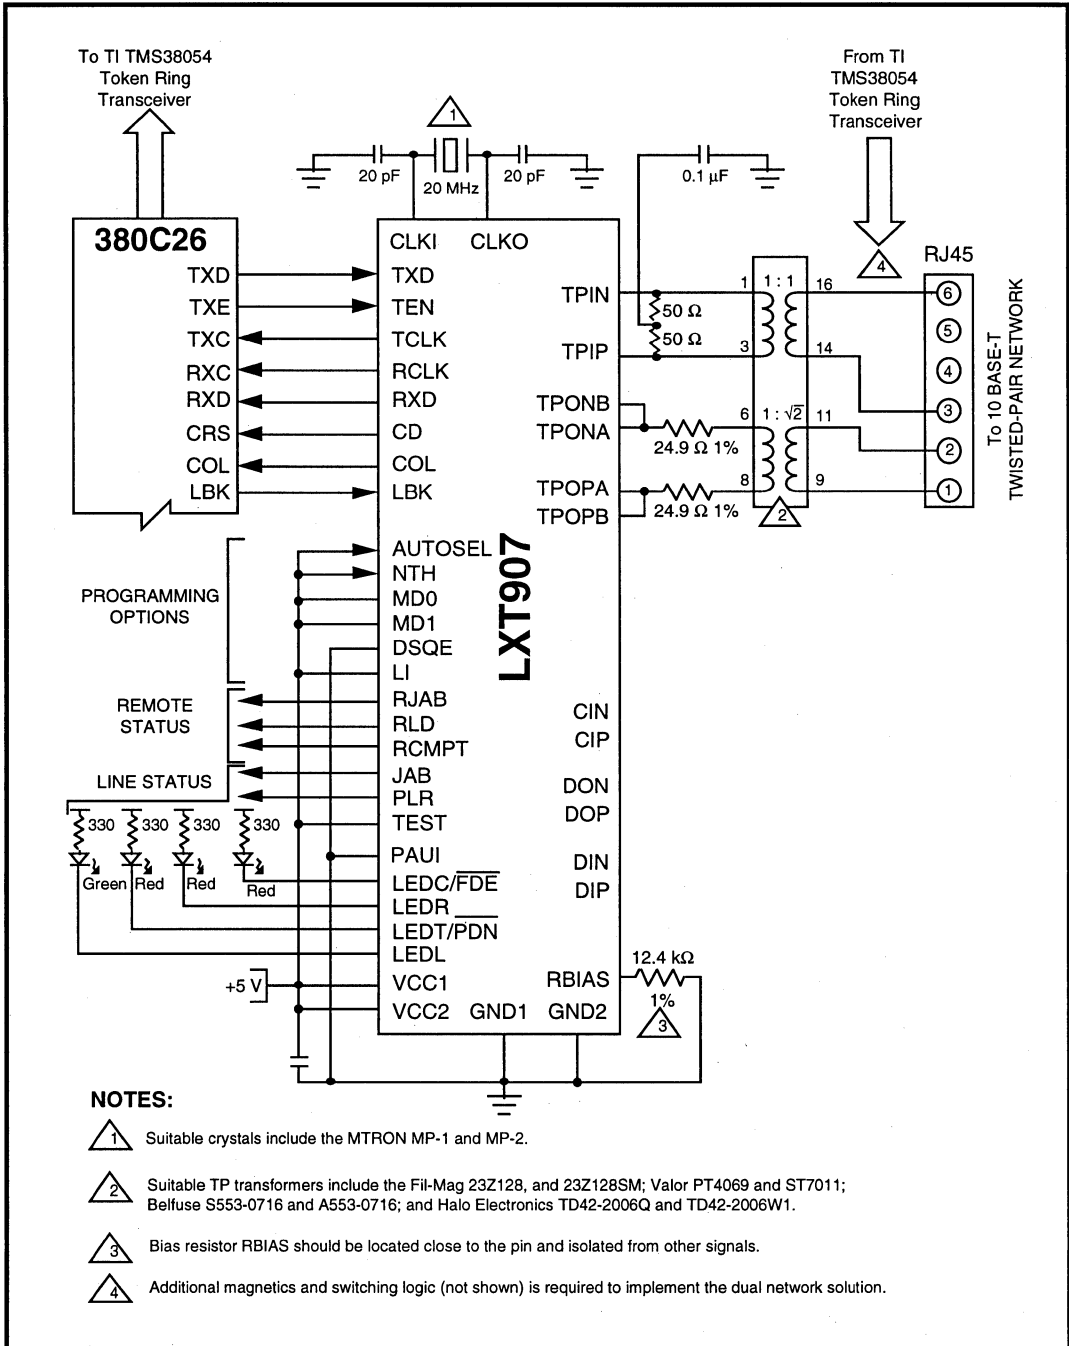 To TI TMS38054
Token Ring
Transceiver
From TI
TMS38054
Token Ring
Transceiver
1
20 pF
20 MHz
20 pF
0.1 µF
4
RJ45
380C26
TXD
TXE
TXC
RXC
RXD
CRS
COL
LBK
CLKI
CLKO
TXD
TEN
TCLK
RCLK
RXD
CD
COL
LBK
AUTOSEL
NTH
MD0
MD1
DSQE
LI
RJAB
RLD
RCMPT
JAB
PLR
TEST
PAUI
LEDC/FDE
LEDR
LEDT/PDN
LEDL
VCC1
VCC2
GND1
GND2
LXT907
TPIN
TPIP
TPONB
TPONA
TPOPA
TPOPB
CIN
CIP
DON
DOP
DIN
DIP
RBIAS
50 Ω
50 Ω
24.9 Ω 1%
24.9 Ω 1%
1
1 : 1
16
3
14
6
1 : √2
11
8
9
2
6
5
4
3
2
1
To 10 BASE-T
TWISTED-PAIR NETWORK
PROGRAMMING
OPTIONS
REMOTE
STATUS
LINE STATUS
330
330
330
330
Green
Red
Red
Red
+5 V
12.4 kΩ
1%
3
NOTES:
1 Suitable crystals include the MTRON MP-1 and MP-2.
2 Suitable TP transformers include the Fil-Mag 23Z128, and 23Z128SM; Valor PT4069 and ST7011;
Belfuse S553-0716 and A553-0716; and Halo Electronics TD42-2006Q and TD42-2006W1.
3 Bias resistor RBIAS should be located close to the pin and isolated from other signals.
4 Additional magnetics and switching logic (not shown) is required to implement the dual network solution.